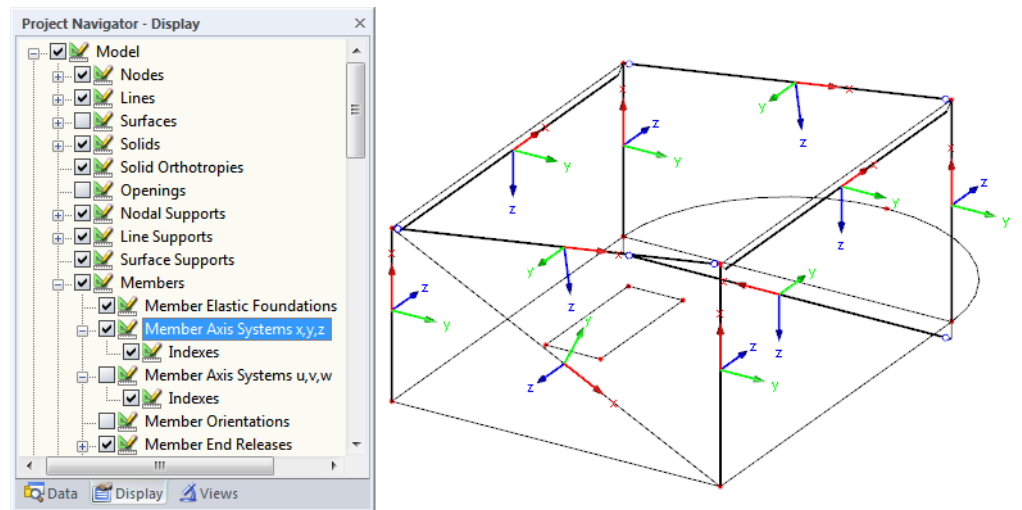 Project Navigator - Display
Model
Nodes
Lines
Surfaces
Solids
Solid Orthotropies
Openings
Nodal Supports
Line Supports
Surface Supports
Members
Member Elastic Foundations
Member Axis Systems x,y,z
Indexes
Member Axis Systems u,v,w
Indexes
Member Orientations
Member End Releases
Data Display Views
x
y
z
x
z
y
x
y
z
x
z
y
x
y
z
x
z
y
x
y
z
y
x
z
x
z
y
y
z
x